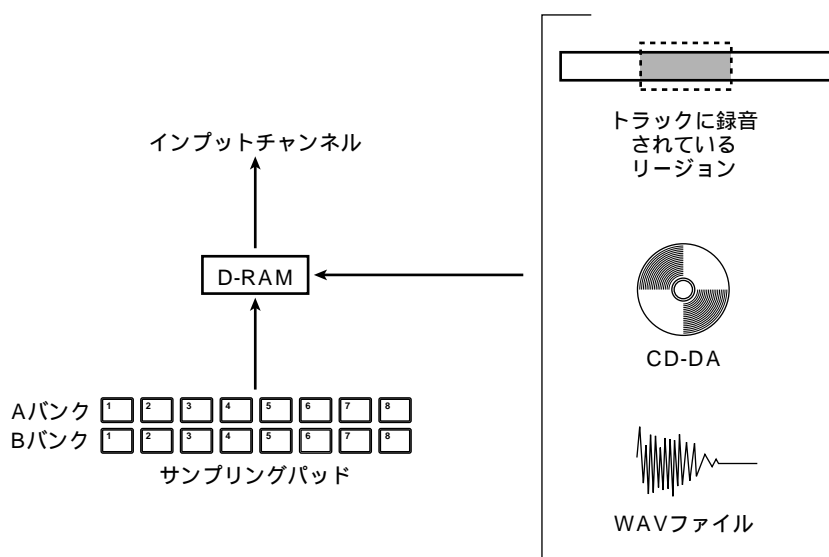 トラックに録音
されている
リージョン
インプットチャンネル
D-RAM
CD-DA
Aバンク 1 2 3 4 5 6 7 8
Bバンク 1 2 3 4 5 6 7 8
サンプリングパッド
WAVファイル